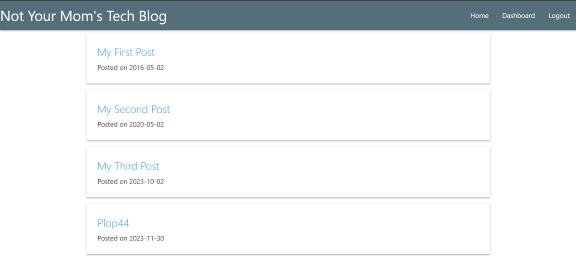 Not Your Mom's Tech Blog
Home Dashboard Logout
My First Post
Posted on 2016-05-02
My Second Post
Posted on 2020-05-02
My Third Post
Posted on 2023-10-02
Plop44
Posted on 2023-11-30